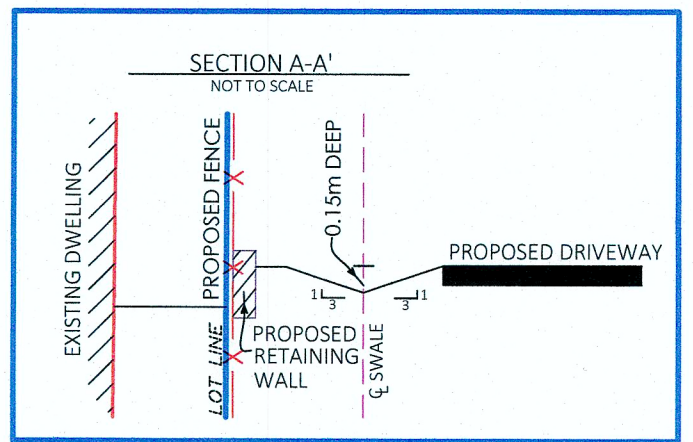 SECTION A-A'
NOT TO SCALE
EXISTING DWELLING
LOT LINE
PROPOSED FENCE
0.15m DEEP
PROPOSED DRIVEWAY
1
3
3
1
PROPOSED
RETAINING
WALL
℄ SWALE